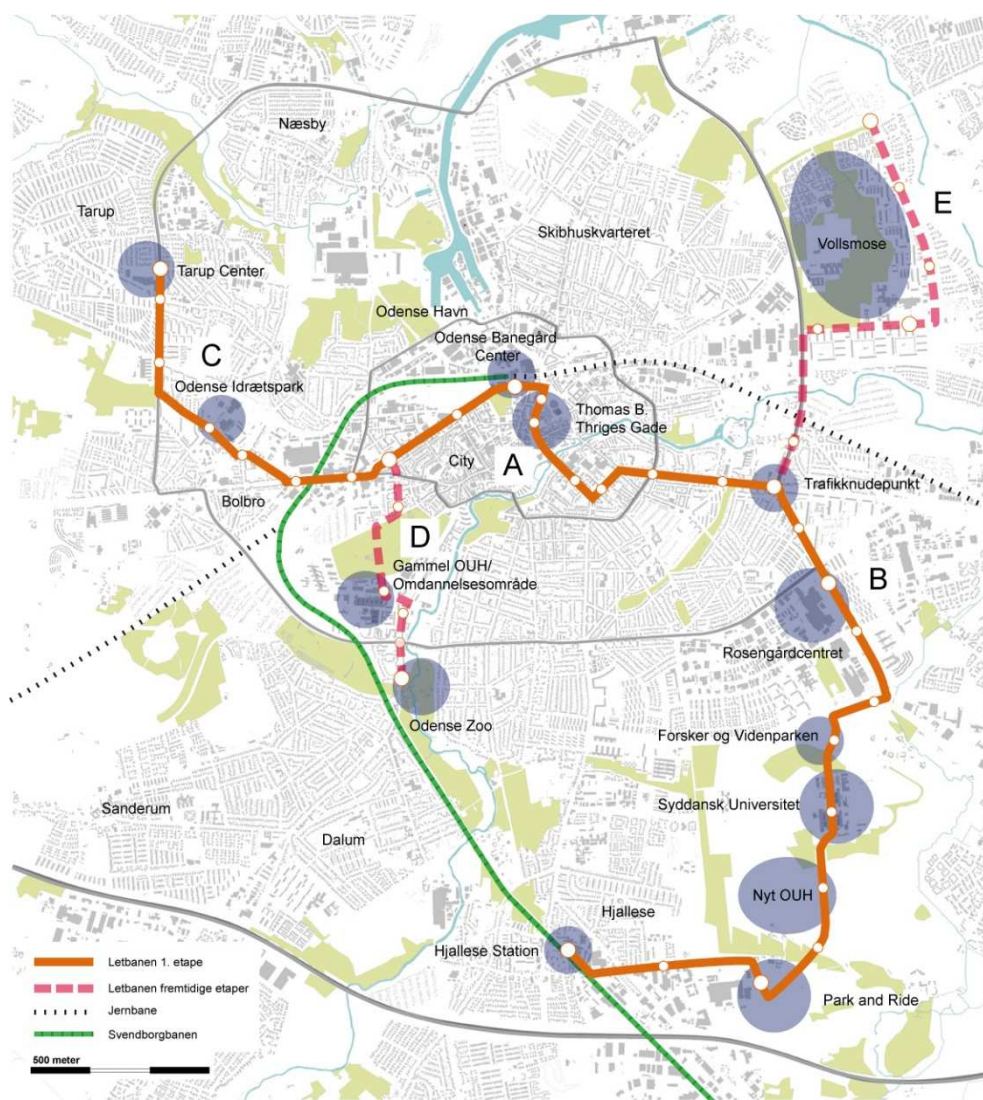 Næsby
Tarup
E
Skibhuskvarteret
Vollsmose
Tarup Center
Odense Havn
Odense Banegård
Center
C
Odense Idrætspark
Thomas B.
Thriges Gade
City
A
Trafikknudepunkt
Bolbro
D
Gammel OUH/
Omdannelsesområde
B
Rosengårdcentret
Odense Zoo
Forsker og Videnparken
Sanderum
Syddansk Universitet
Dalum
Nyt OUH
Hjallese
Hjallese Station
Park and Ride
Letbanen 1. etape
Letbanen fremtidige etaper
Jernbane
Svendborgbanen
500 meter